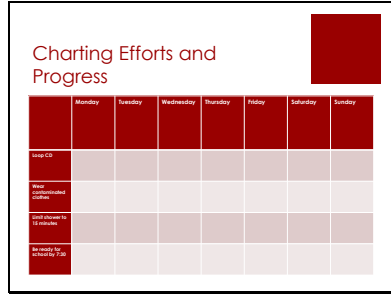 Charting Efforts and
Progress
Monday Tuesday Wednesday Thursday Friday Saturday Sunday
Loop CD
Wear
contaminated
clothes
Limit shower to
15 minutes
Be ready for
school by 7:30